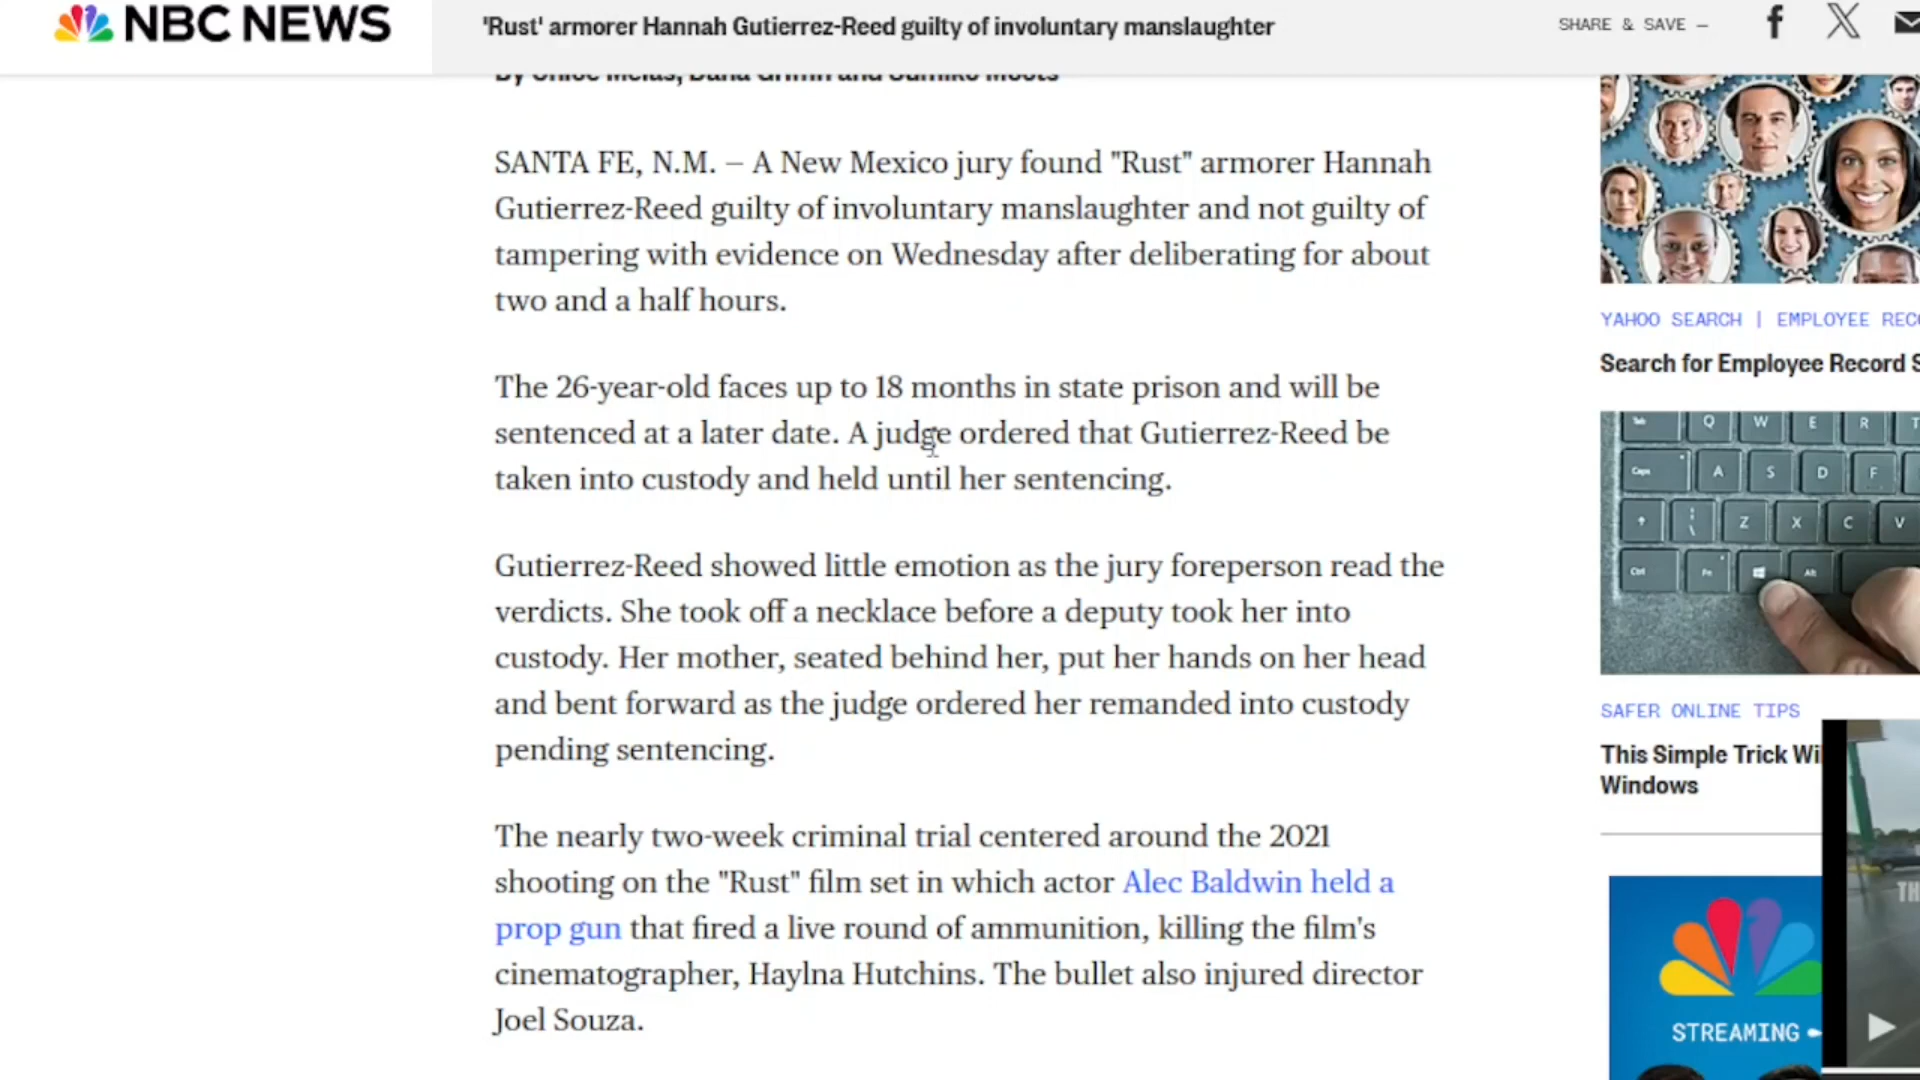 NBC NEWS
'Rust' armorer Hannah Gutierrez-Reed guilty of involuntary manslaughter
SHARE & SAVE —
SANTA FE, N.M. — A New Mexico jury found "Rust" armorer Hannah
Gutierrez-Reed guilty of involuntary manslaughter and not guilty of
tampering with evidence on Wednesday after deliberating for about
two and a half hours.
The 26-year-old faces up to 18 months in state prison and will be
sentenced at a later date. A judge ordered that Gutierrez-Reed be
taken into custody and held until her sentencing.
Gutierrez-Reed showed little emotion as the jury foreperson read the
verdicts. She took off a necklace before a deputy took her into
custody. Her mother, seated behind her, put her hands on her head
and bent forward as the judge ordered her remanded into custody
pending sentencing.
The nearly two-week criminal trial centered around the 2021
shooting on the "Rust" film set in which actor Alec Baldwin held a
prop gun that fired a live round of ammunition, killing the film's
cinematographer, Haylna Hutchins. The bullet also injured director
Joel Souza.
YAHOO SEARCH | EMPLOYEE RECO
Search for Employee Record S
Tab Q W E R T
Caps A S D F
Z X C V
Ctrl Fn Alt
SAFER ONLINE TIPS
This Simple Trick Wi
Windows
TH
STREAMING